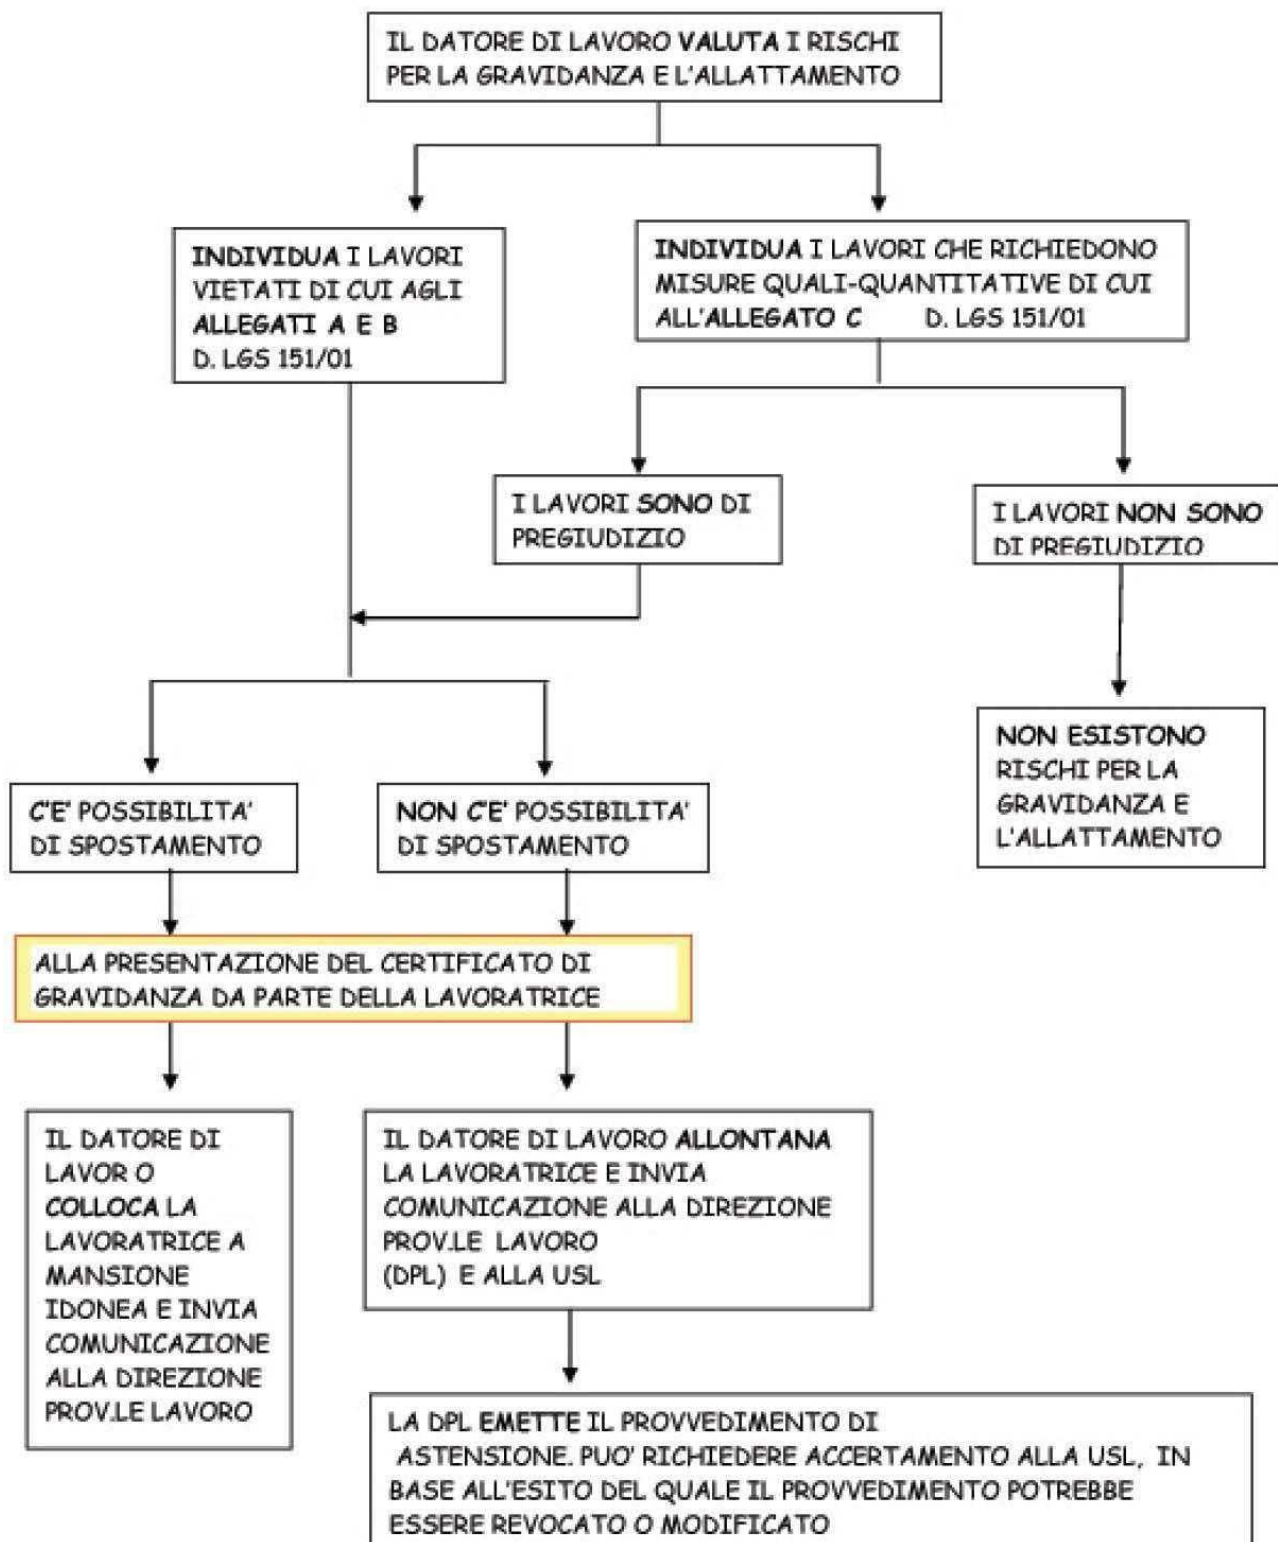 IL DATORE DI LAVORO VALUTA I RISCHI
PER LA GRAVIDANZA E L'ALLATTAMENTO
INDIVIDUA I LAVORI
VIETATI DI CUI AGLI
ALLEGATI A E B
D. LGS 151/01
INDIVIDUA I LAVORI CHE RICHIEDONO
MISURE QUALI-QUANTITATIVE DI CUI
ALL'ALLEGATO C D. LGS 151/01
I LAVORI SONO DI
PREGIUDIZIO
I LAVORI NON SONO
DI PREGIUDIZIO
NON ESISTONO
RISCHI PER LA
GRAVIDANZA E
L'ALLATTAMENTO
C'E' POSSIBILITA'
DI SPOSTAMENTO
NON C'E' POSSIBILITA'
DI SPOSTAMENTO
ALLA PRESENTAZIONE DEL CERTIFICATO DI
GRAVIDANZA DA PARTE DELLA LAVORATRICE
IL DATORE DI
LAVOR O
COLLOCA LA
LAVORATRICE A
MANSIONE
IDONEA E INVIA
COMUNICAZIONE
ALLA DIREZIONE
PROV.LE LAVORO
IL DATORE DI LAVORO ALLONTANA
LA LAVORATRICE E INVIA
COMUNICAZIONE ALLA DIREZIONE
PROV.LE LAVORO
(DPL) E ALLA USL
LA DPL EMETTE IL PROVVEDIMENTO DI
ASTENSIONE. PUO' RICHIEDERE ACCERTAMENTO ALLA USL, IN
BASE ALL'ESITO DEL QUALE IL PROVVEDIMENTO POTREBBE
ESSERE REVOCATO O MODIFICATO